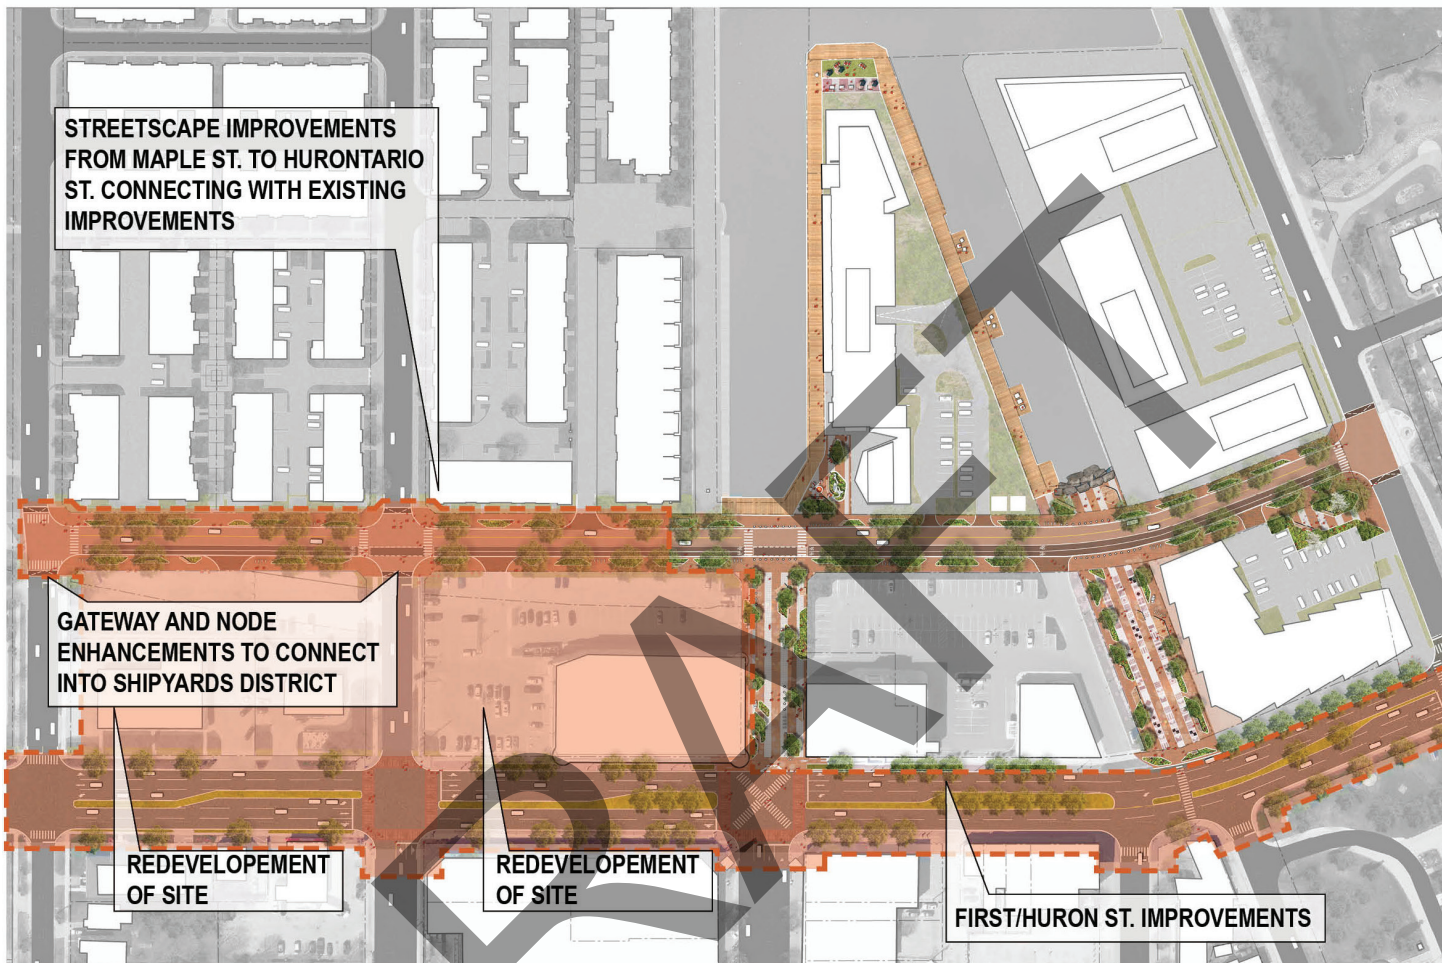 STREETSCAPE IMPROVEMENTS
FROM MAPLE ST. TO HURONTARIO
ST. CONNECTING WITH EXISTING
IMPROVEMENTS
GATEWAY AND NODE
ENHANCEMENTS TO CONNECT
INTO SHIPYARDS DISTRICT
REDEVELOPEMENT
OF SITE
REDEVELOPEMENT
OF SITE
FIRST/HURON ST. IMPROVEMENTS
DRAFT